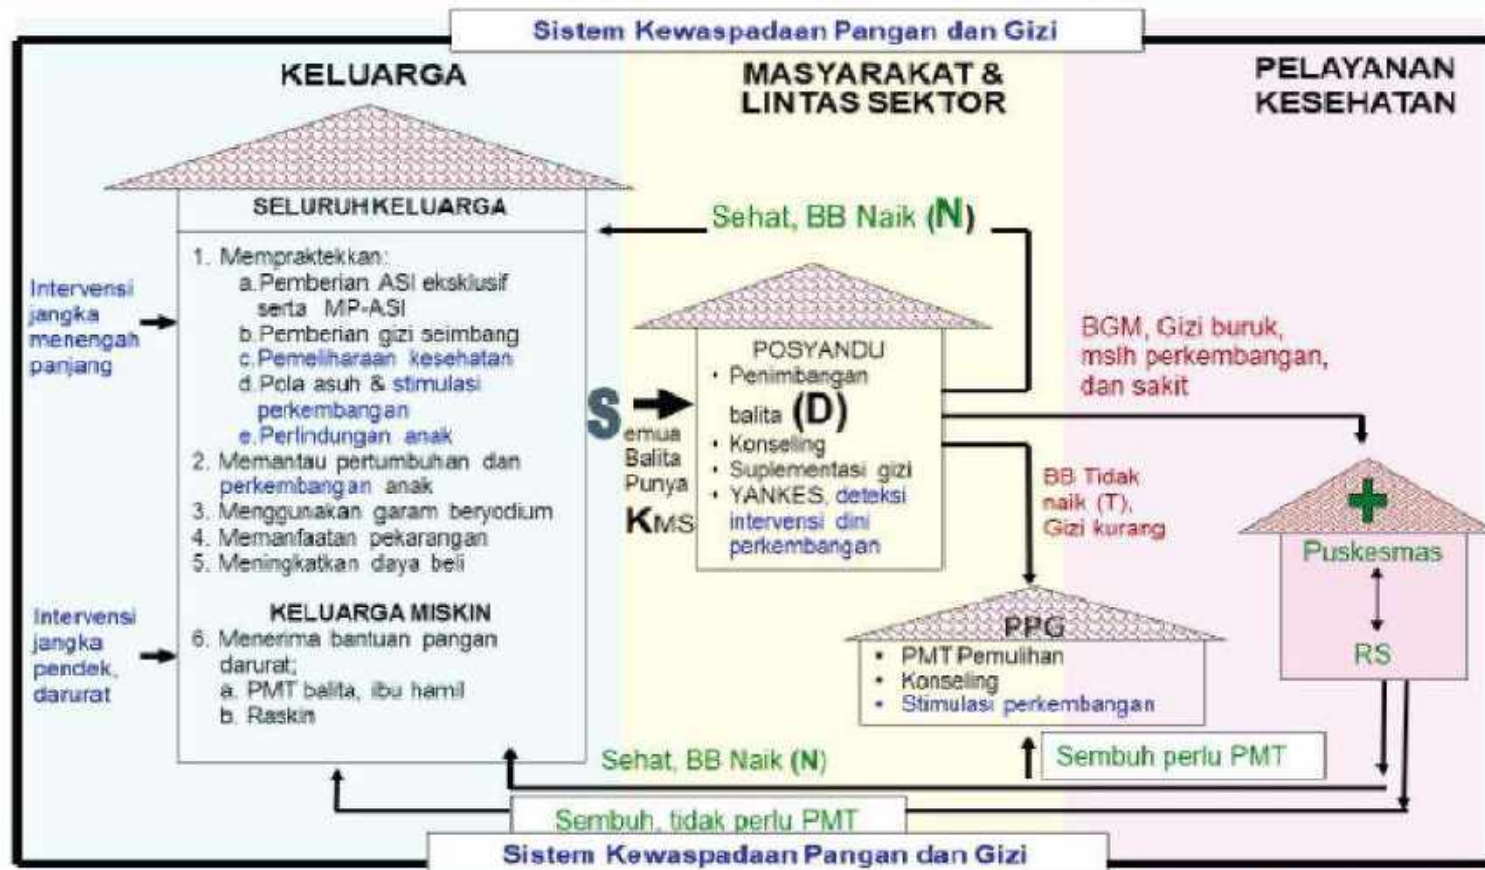 Sistem Kewaspadaan Pangan dan Gizi
KELUARGA
MASYARAKAT &
LINTAS SEKTOR
PELAYANAN
KESEHATAN
SELURUH KELUARGA
1. Mempraktekkan:
a. Pemberian ASI eksklusif
serta MP-ASI
b. Pemberian gizi seimbang
c. Pemeliharaan kesehatan
d. Pola asuh & stimulasi
perkembangan
e. Perlindungan anak
2. Memantau pertumbuhan dan
perkembangan anak
3. Menggunakan garam beryodium
4. Memanfaatan pekarangan
5. Meningkatkan daya beli
KELUARGA MISKIN
6. Menerima bantuan pangan
darurat;
a. PMT balita, ibu hamil
b. Raskin
Intervensi
jangka
menengah
panjang
Intervensi
jangka
pendek,
darurat
Semua
Balita
Punya
KMS
Sehat, BB Naik (N)
POSYANDU
• Penimbangan
balita (D)
• Konseling
• Suplementasi gizi
• YANKES, deteksi
intervensi dini
perkembangan
BGM, Gizi buruk,
mslh perkembangan,
dan sakit
BB Tidak
naik (T),
Gizi kurang
Puskesmas
RS
PPG
• PMT Pemulihan
• Konseling
• Stimulasi perkembangan
Sehat, BB Naik (N)
Sembuh perlu PMT
Sembuh, tidak perlu PMT
Sistem Kewaspadaan Pangan dan Gizi